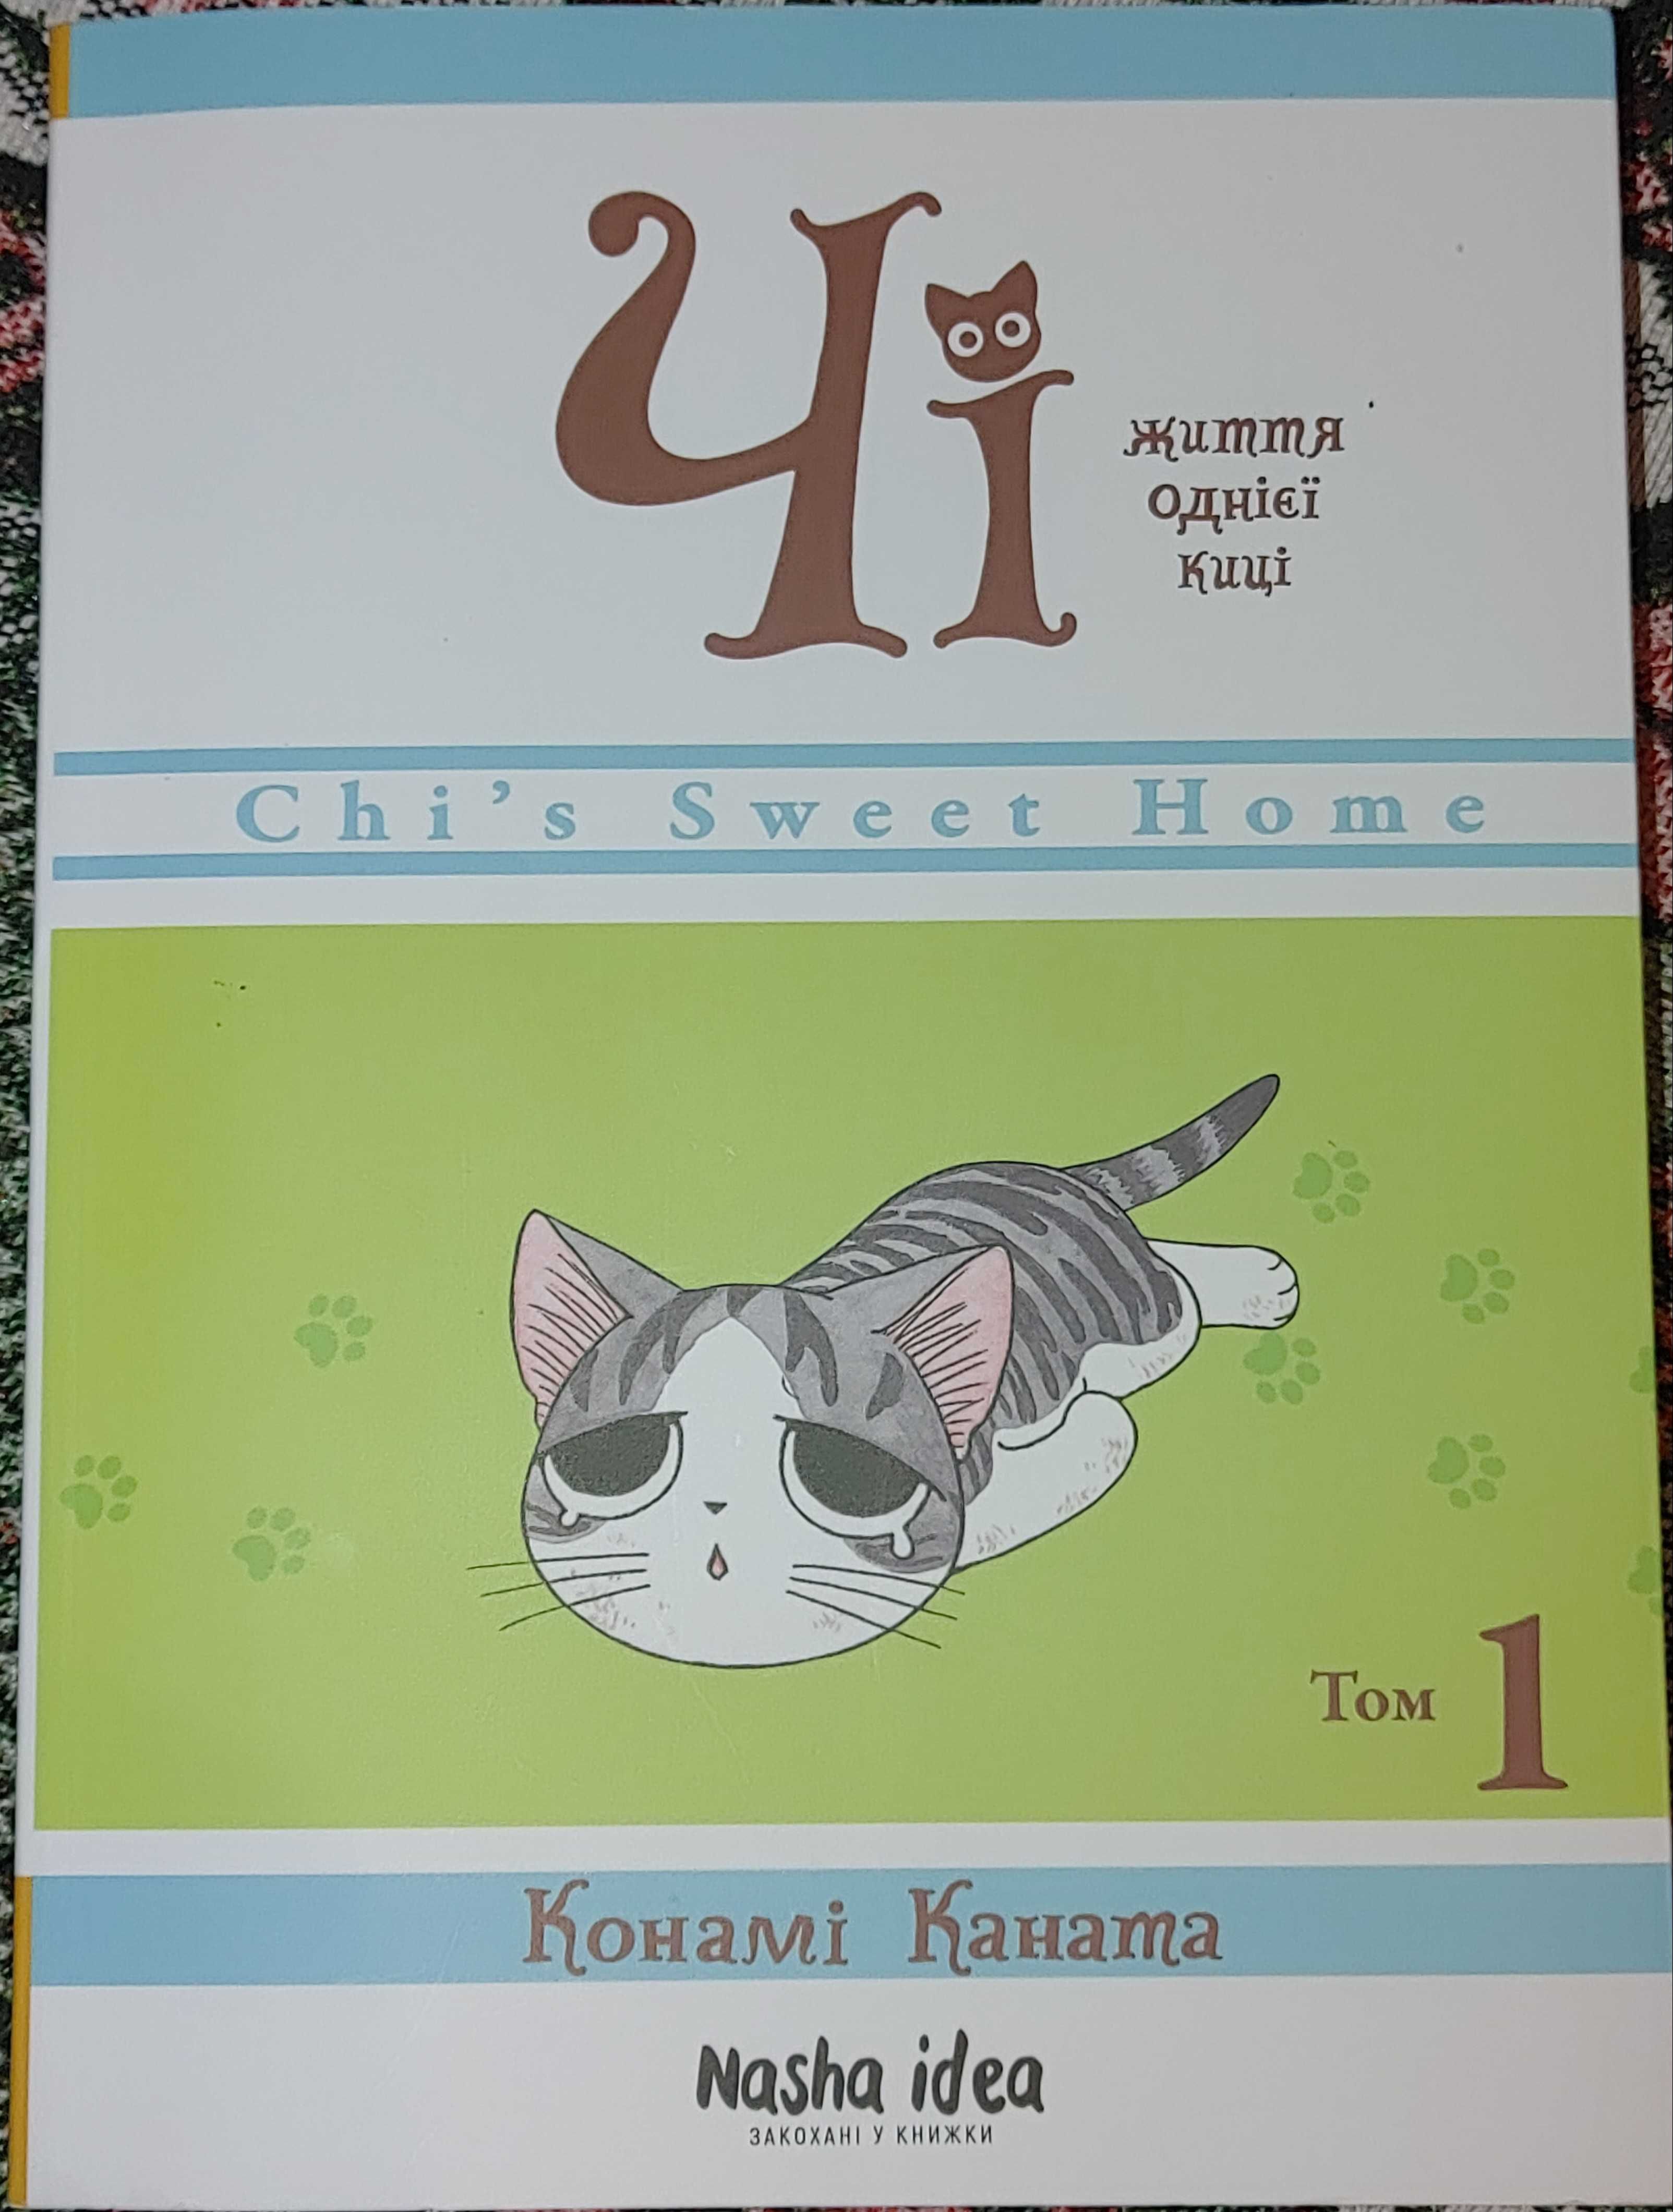 Чі
життя
однієї
киці
Chi's Sweet Home
Том 1
Конамі Каната
Nasha idea
ЗАКОХАНІ У КНИЖКИ